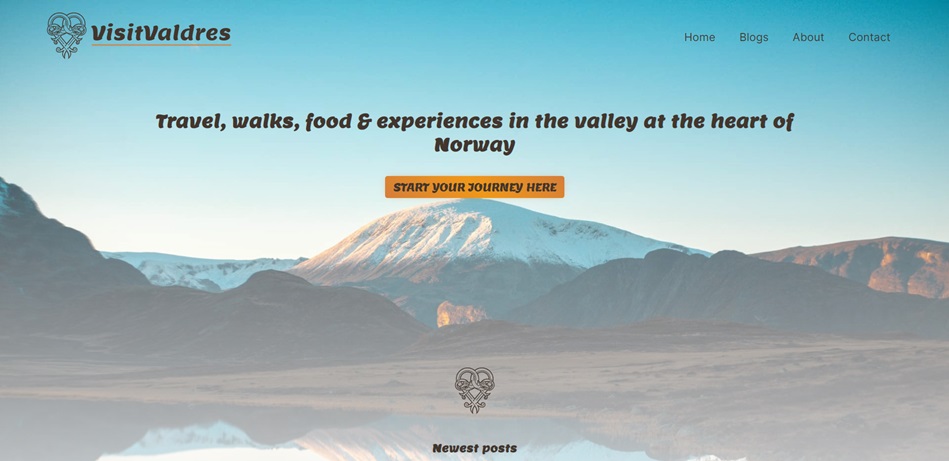 VisitValdres
Home Blogs About Contact
Travel, walks, food & experiences in the valley at the heart of
Norway
START YOUR JOURNEY HERE
Newest posts